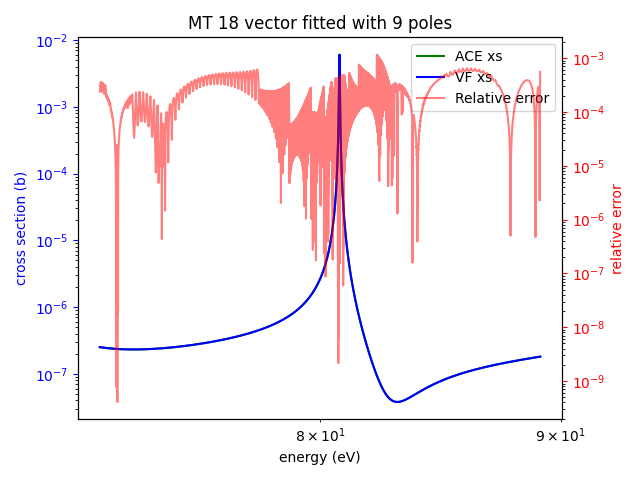 MT 18 vector fitted with 9 poles
ACE xs
VF xs
Relative error
cross section (b)
10⁻²
10⁻³
10⁻⁴
10⁻⁵
10⁻⁶
10⁻⁷
relative error
10⁻³
10⁻⁴
10⁻⁵
10⁻⁶
10⁻⁷
10⁻⁸
10⁻⁹
8 × 10¹
9 × 10¹
energy (eV)